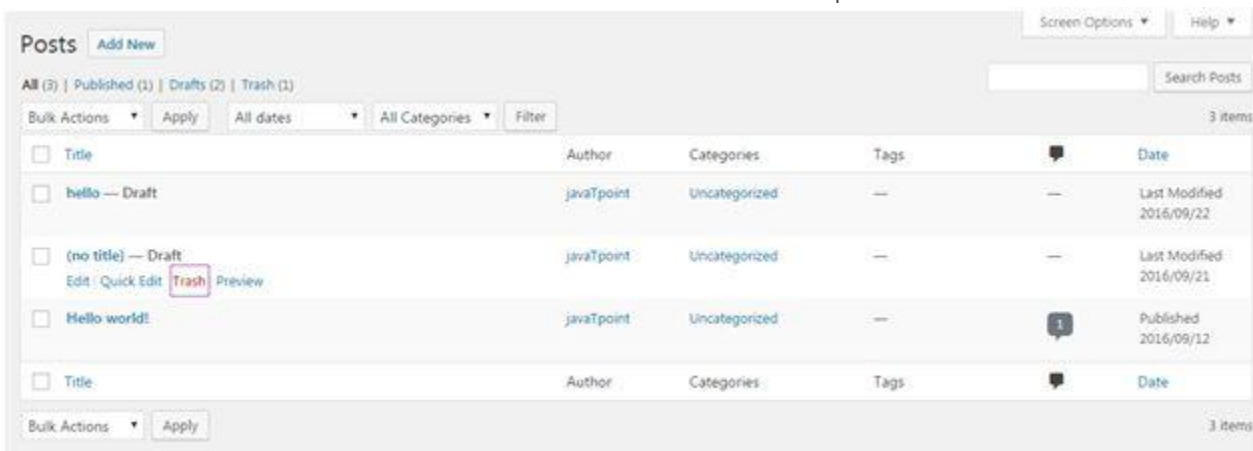 Screen Options ▼ Help ▼
Posts Add New
All (3) | Published (1) | Drafts (2) | Trash (1)
Search Posts
Bulk Actions ▼ Apply All dates ▼ All Categories ▼ Filter 3 items
Title Author Categories Tags Date
hello — Draft javaTpoint Uncategorized — — Last Modified
2016/09/22
(no title) — Draft javaTpoint Uncategorized — — Last Modified
Edit | Quick Edit Trash Preview 2016/09/21
Hello world! javaTpoint Uncategorized — 1 Published
2016/09/12
Title Author Categories Tags Date
Bulk Actions ▼ Apply 3 items